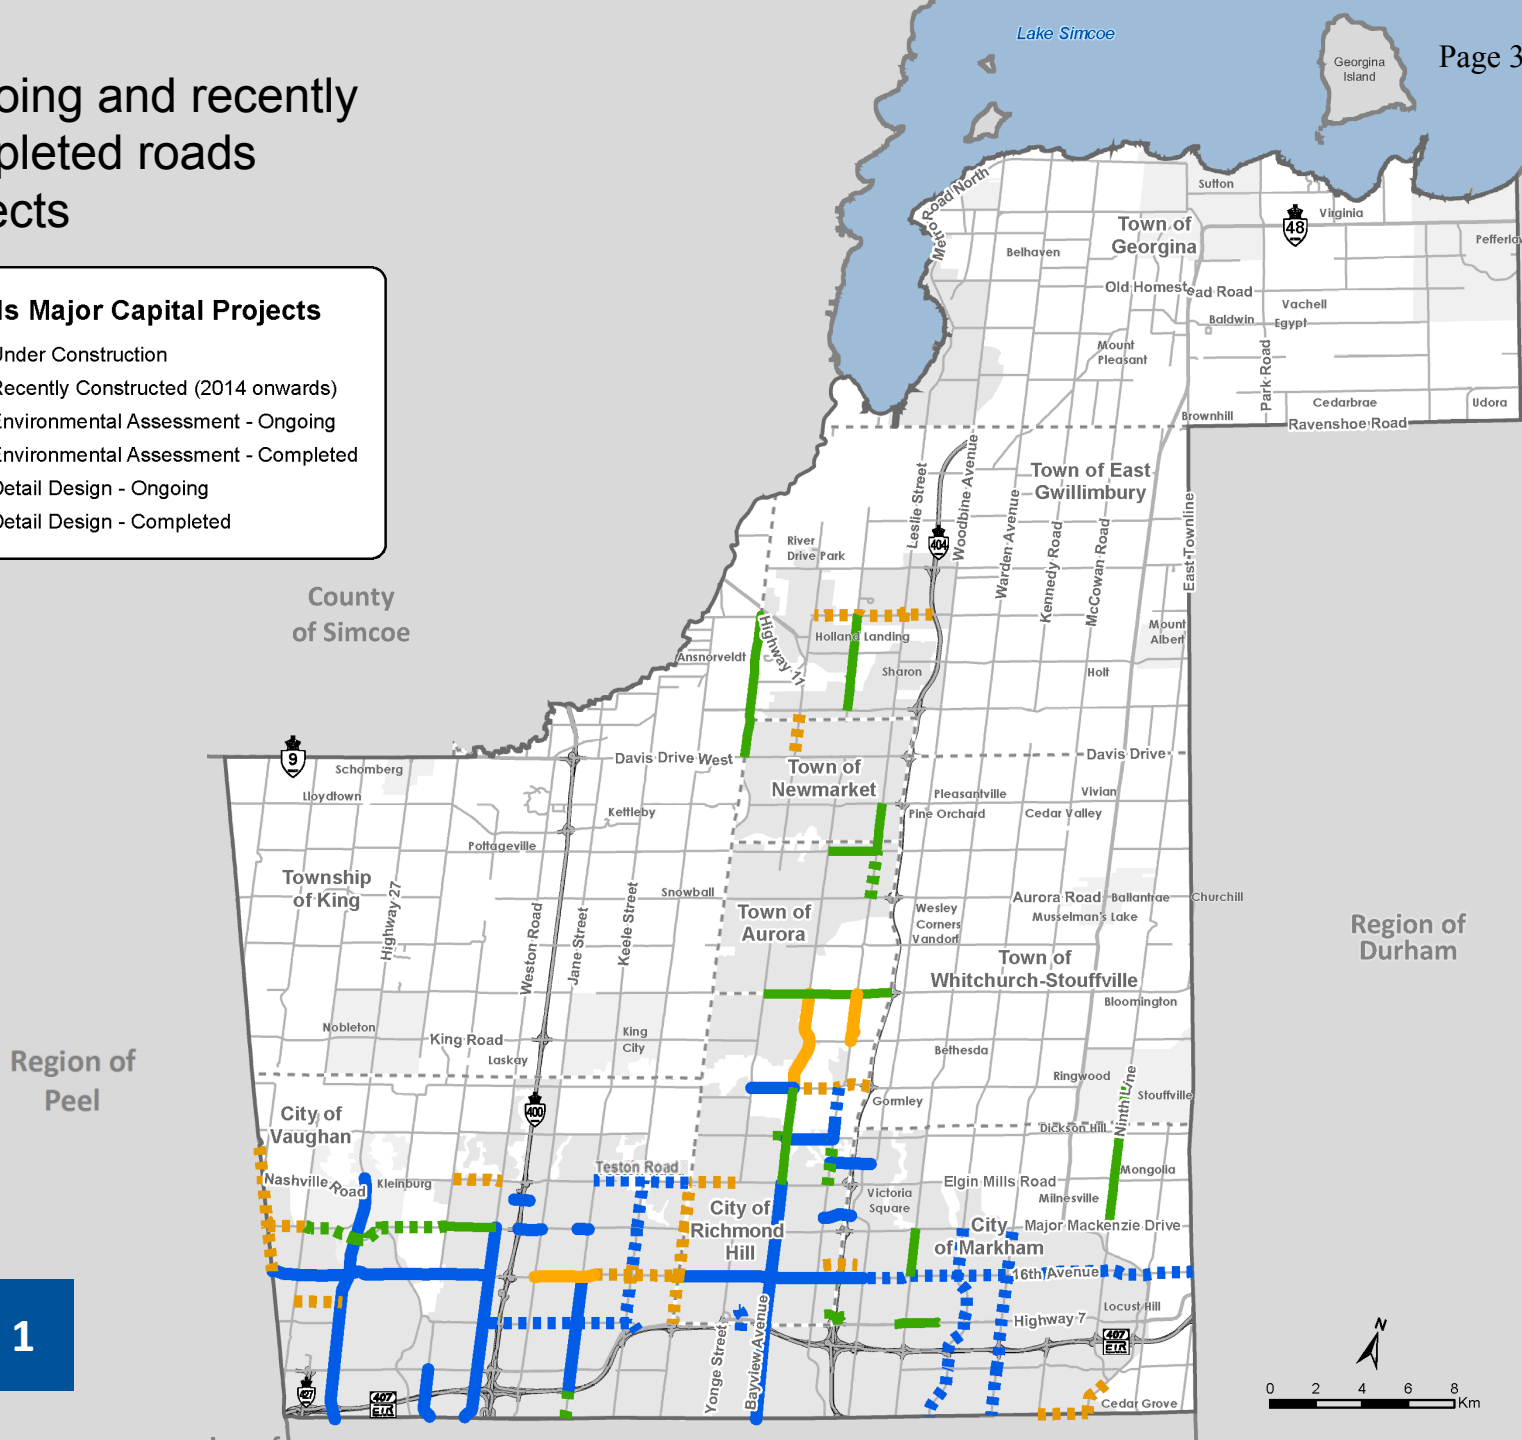 Page 3
oing and recently
pleted roads
ects
ls Major Capital Projects
Under Construction
Recently Constructed (2014 onwards)
Environmental Assessment - Ongoing
Environmental Assessment - Completed
Detail Design - Ongoing
Detail Design - Completed
Lake Simcoe
Georgina
Island
Metro Road North
Sutton
Virginia
48
Town of
Georgina
Belhaven
Pefferlaw
Old Homestead Road
Vachell
Baldwin
Egypt
Mount
Pleasant
Park Road
Cedarbrae
Udora
Brownhill
Ravenshoe Road
Town of East
Gwillimbury
Leslie Street
Woodbine Avenue
404
Warden Avenue
Kennedy Road
McCowan Road
East Townline
River
Drive Park
County
of Simcoe
Highway 11
Holland Landing
Mount
Albert
Ansnorveldt
Sharon
Holt
9
Schomberg
Davis Drive West
Davis Drive
Town of
Newmarket
Lloydtown
Kettleby
Pleasantville
Vivian
Pine Orchard
Cedar Valley
Pottageville
Township
of King
Highway 27
Snowball
Aurora Road
Ballantrae
Churchill
Musselman's Lake
Wesley
Corners
Vandorf
Town of
Aurora
Weston Road
Jane Street
Keele Street
Region of
Durham
Town of
Whitchurch-Stouffville
Bloomington
Nobleton
King Road
King
City
Laskay
Bethesda
Region of
Peel
Ringwood
Ninth Line
Stouffville
Gormley
City of
Vaughan
400
Dickson Hill
Teston Road
Mongolia
Nashville Road
Kleinburg
Elgin Mills Road
Milnesville
Victoria
Square
City of
Richmond
Hill
City
of Markham
Major Mackenzie Drive
16th Avenue
Locust Hill
Highway 7
Yonge Street
Bayview Avenue
407
ETR
N
1
427
407
ETR
Cedar Grove
0 2 4 6 8
Km